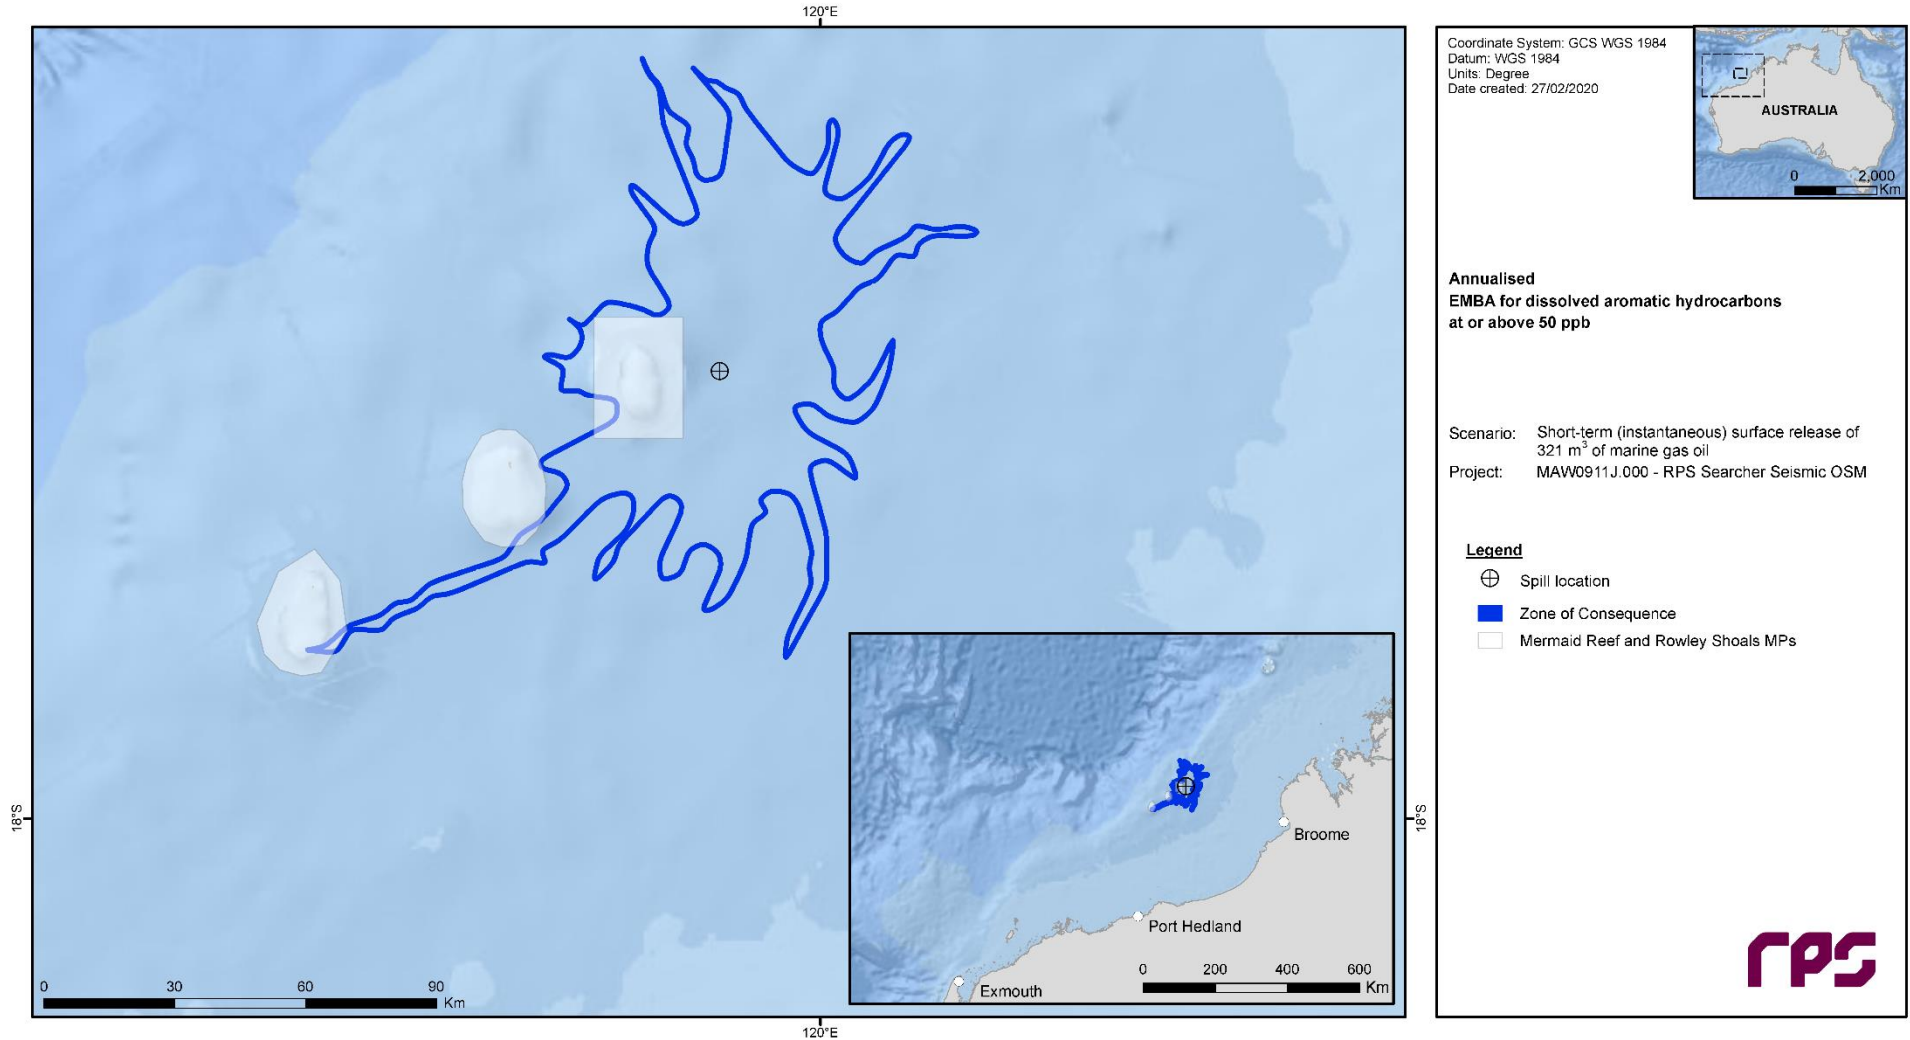 120°E
18°S
18°S
0 30 60 90
Km
120°E
Broome
Port Hedland
Exmouth
0 200 400 600
Km
Coordinate System: GCS WGS 1984
Datum: WGS 1984
Units: Degree
Date created: 27/02/2020
AUSTRALIA
0 2,000
Km
Annualised
EMBA for dissolved aromatic hydrocarbons
at or above 50 ppb
Scenario: Short-term (instantaneous) surface release of
321 m³ of marine gas oil
Project: MAW0911J.000 - RPS Searcher Seismic OSM
Legend
Spill location
Zone of Consequence
Mermaid Reef and Rowley Shoals MPs
rps